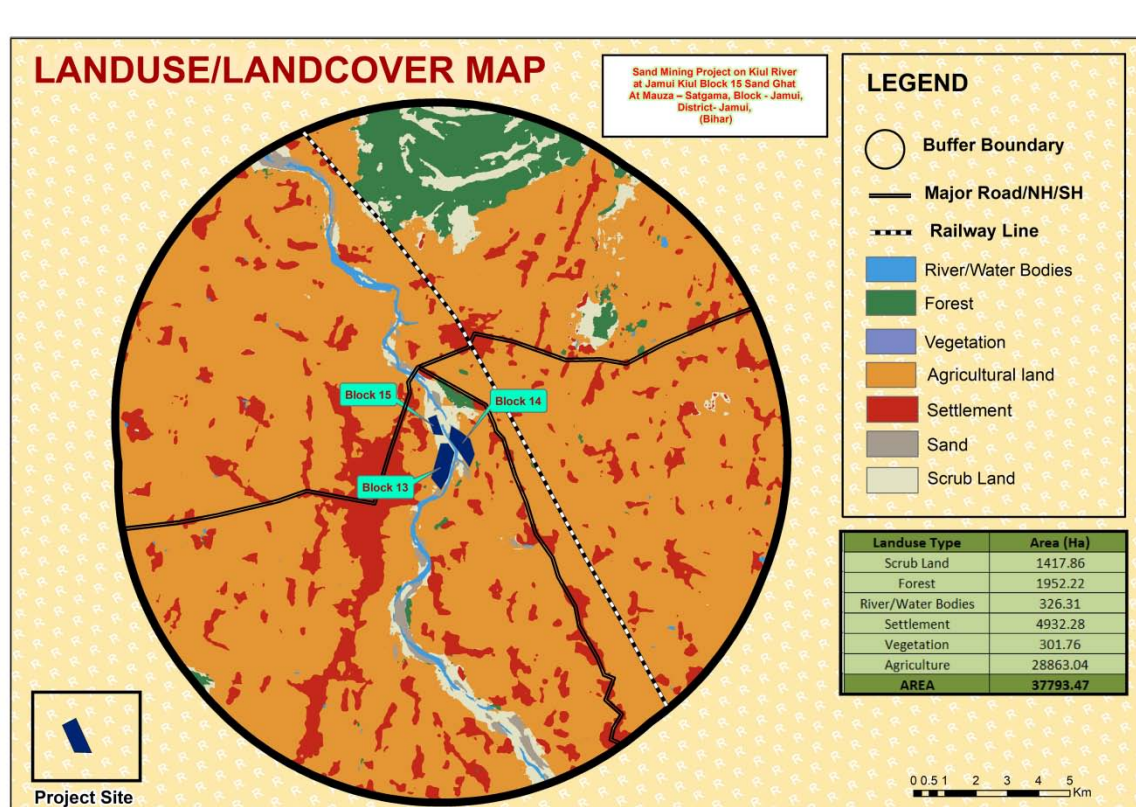 LANDUSE/LANDCOVER MAP
Sand Mining Project on Kiul River
at Jamui Kiul Block 15 Sand Ghat
At Mauza – Satgama, Block - Jamui,
District- Jamui,
(Bihar)
LEGEND
Buffer Boundary
Major Road/NH/SH
Railway Line
River/Water Bodies
Forest
Vegetation
Agricultural land
Settlement
Sand
Scrub Land
Block 15
Block 14
Block 13
Landuse Type Area (Ha)
Scrub Land 1417.86
Forest 1952.22
River/Water Bodies 326.31
Settlement 4932.28
Vegetation 301.76
Agriculture 28863.04
AREA 37793.47
Project Site
0 0.5 1 2 3 4 5
Km